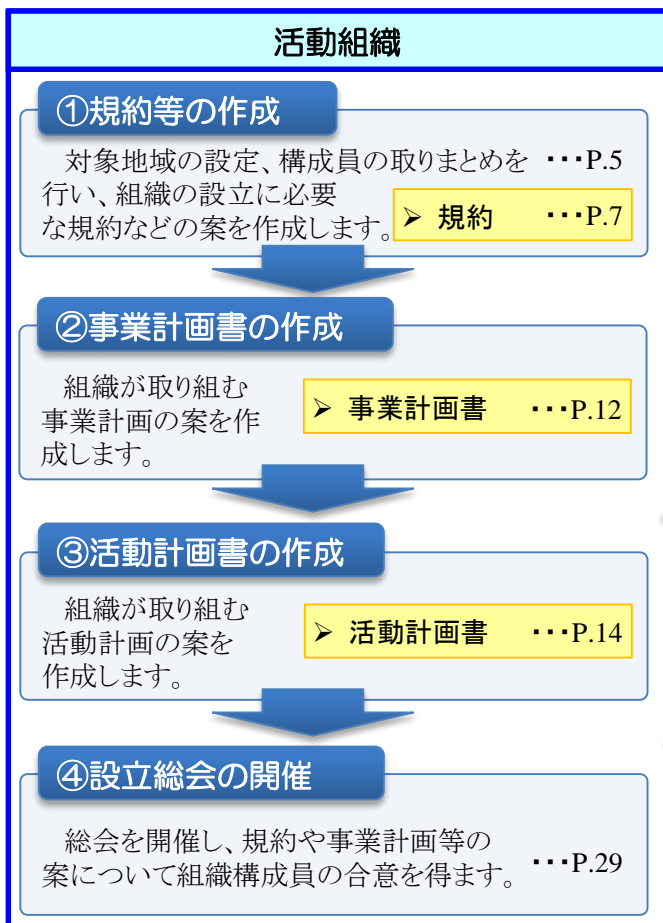 活動組織
①規約等の作成
対象地域の設定、構成員の取りまとめを ・・・P.5
行い、組織の設立に必要
な規約などの案を作成します。
➢ 規約 ・・・P.7
②事業計画書の作成
組織が取り組む
事業計画の案を作
成します。
➢ 事業計画書 ・・・P.12
③活動計画書の作成
組織が取り組む
活動計画の案を
作成します。
➢ 活動計画書 ・・・P.14
④設立総会の開催
総会を開催し、規約や事業計画等の
案について組織構成員の合意を得ます。 ・・・P.29